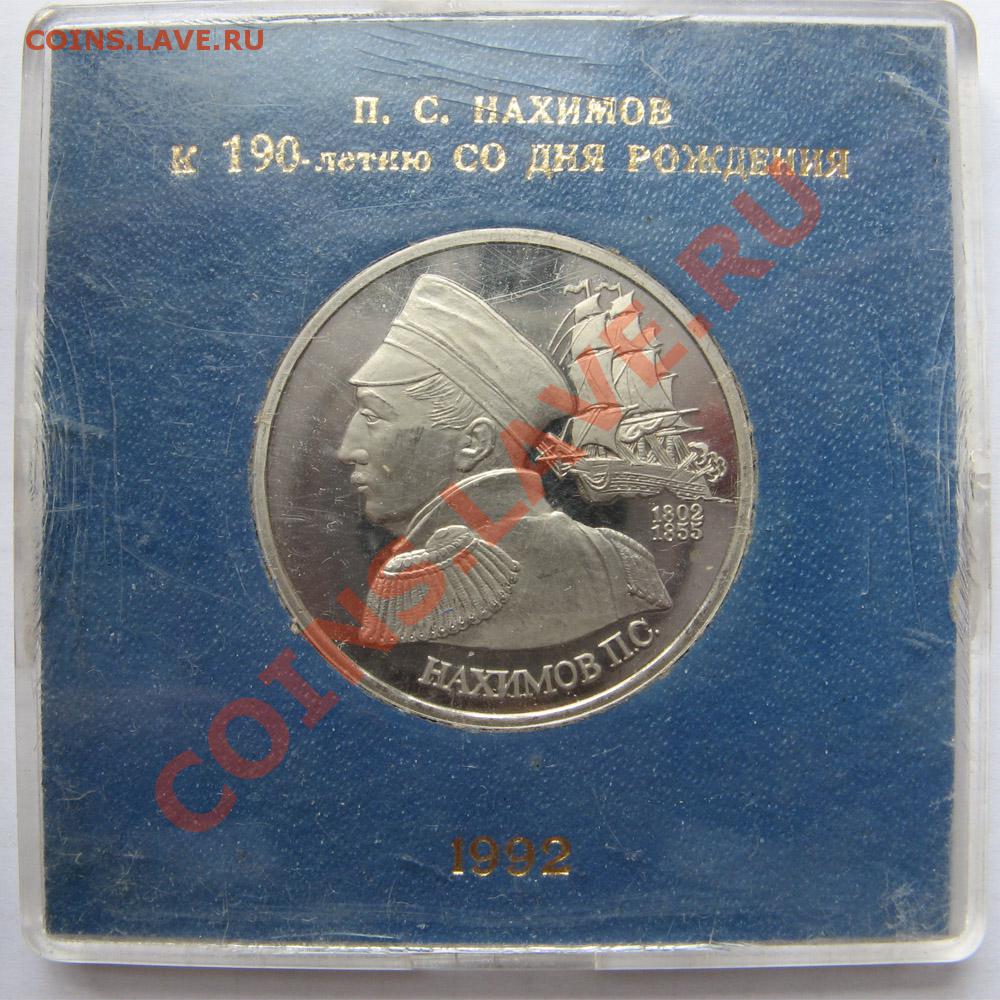 COINS.LAVE.RU
П. С. НАХИМОВ
К 190-летию СО ДНЯ РОЖДЕНИЯ
1802
1855
НАХИМОВ П.С.
1992
COINS.LAVE.RU